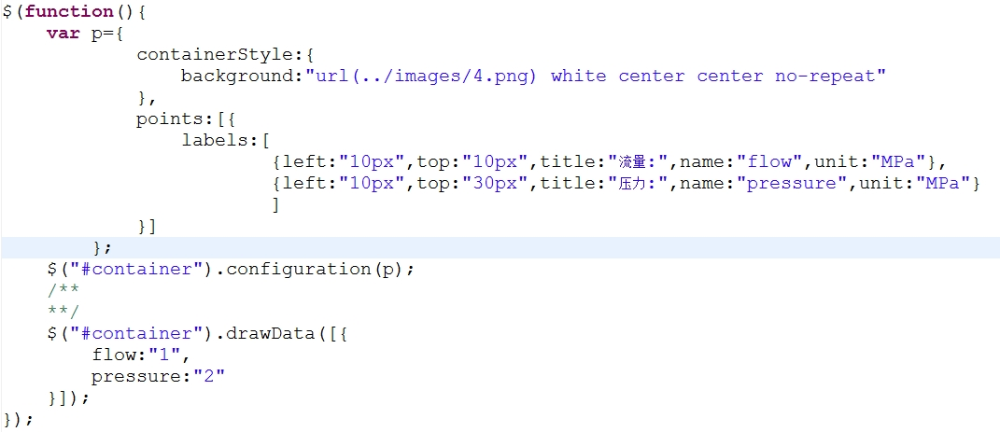 $(function(){
var p={
containerStyle:{
background:"url(../images/4.png) white center center no-repeat"
},
points:[{
labels:[
{left:"10px",top:"10px",title:"流量:",name:"flow",unit:"MPa"},
{left:"10px",top:"30px",title:"压力:",name:"pressure",unit:"MPa"}
]
}]
};
$("#container").configuration(p);
/**
**/
$("#container").drawData([{
flow:"1",
pressure:"2"
}]);
});